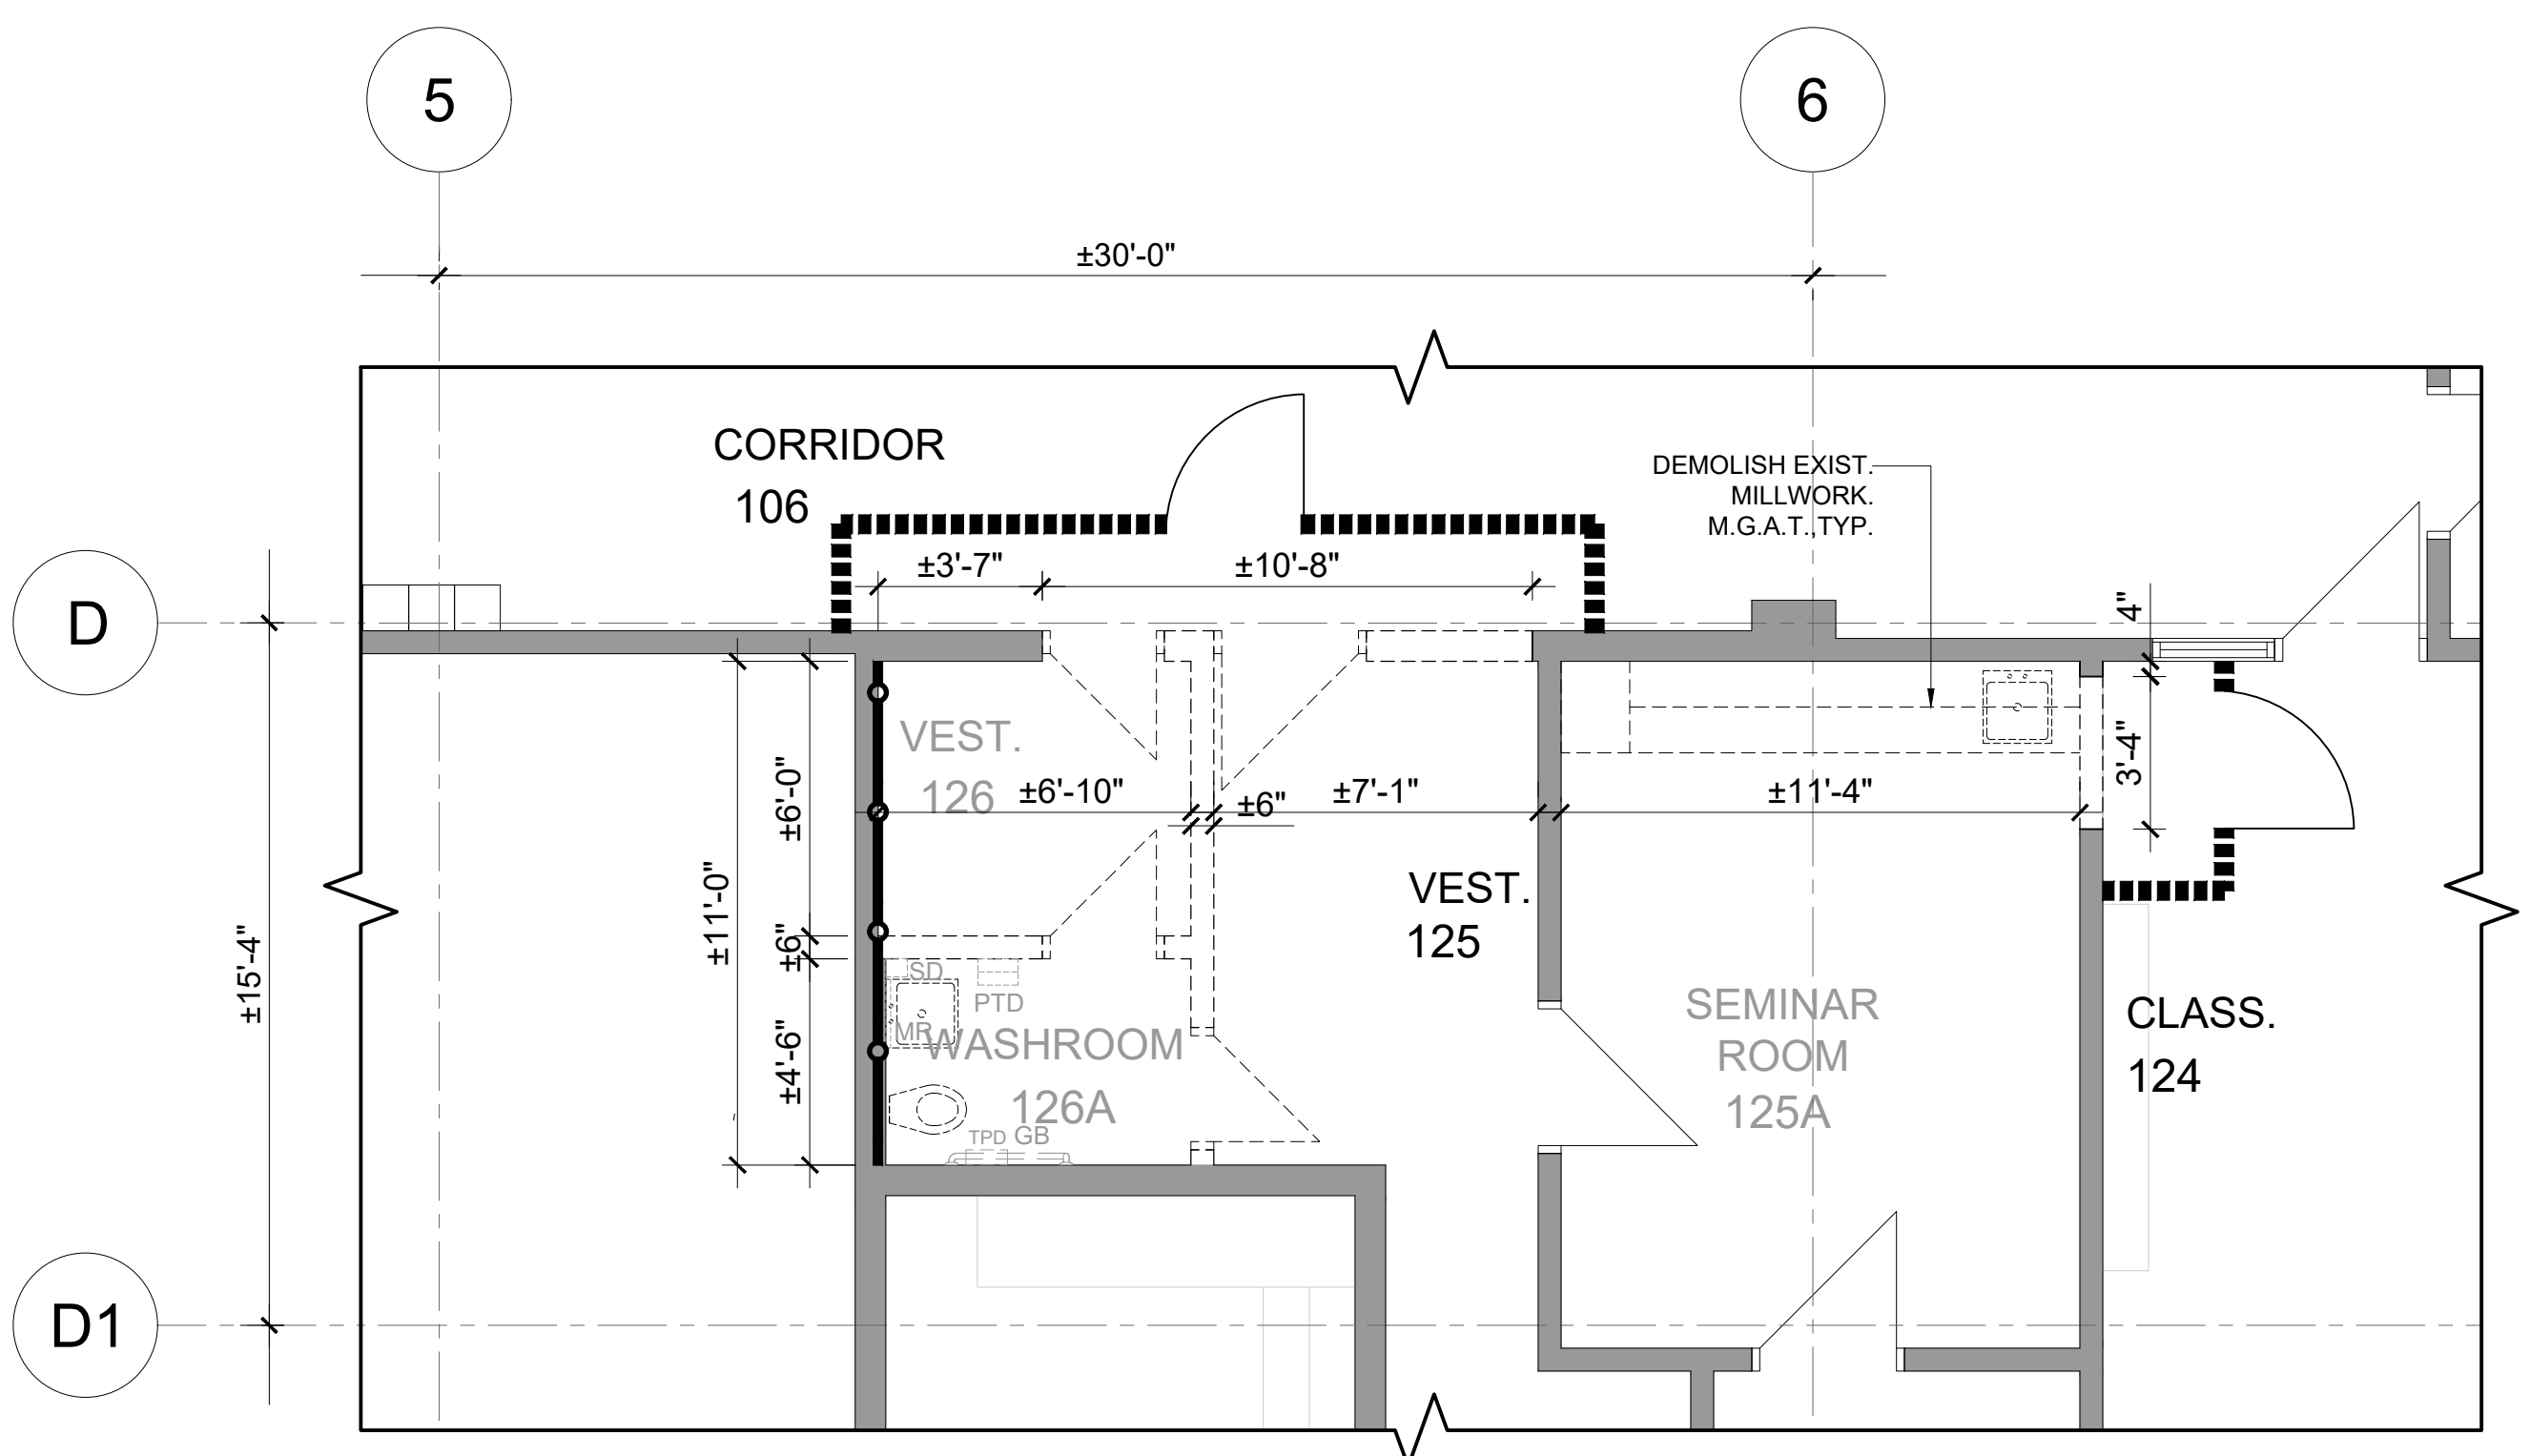 5
6
±30'-0"
CORRIDOR
106
DEMOLISH EXIST.
MILLWORK.
M.G.A.T.,TYP.
±3'-7"
±10'-8"
D
4"
VEST.
126
±6'-10"
±6"
±7'-1"
±11'-4"
3'-4"
±6'-0"
±11'-0"
±6"
±4'-6"
±15'-4"
VEST.
125
SD
PTD
MR
WASHROOM
126A
TPD GB
SEMINAR
ROOM
125A
CLASS.
124
D1